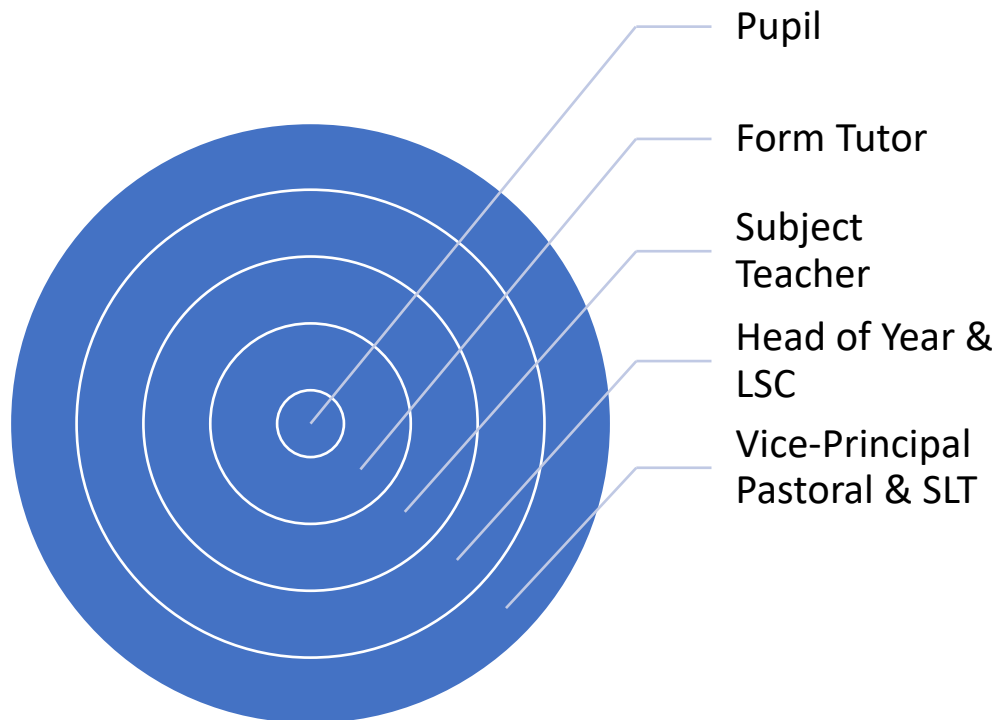 Pupil
Form Tutor
Subject
Teacher
Head of Year &
LSC
Vice-Principal
Pastoral & SLT